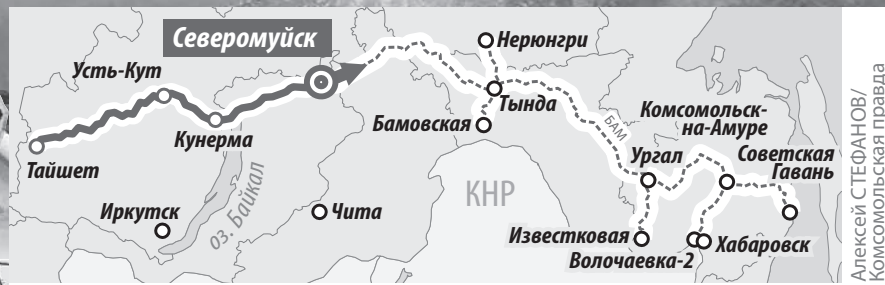 Северомуйск
Нерюнгри
Усть-Кут
Тында
Кунерма
Бамовская
БАМ
Комсомольск-
на-Амуре
Тайшет
Ургал
Советская
Гавань
оз. Байкал
КНР
Иркутск
Чита
Известковая
Волочаевка-2
Хабаровск
Алексей СТЕФАНОВ/
Комсомольская правда